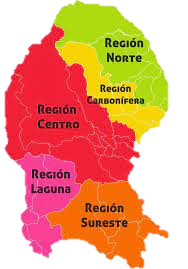 Región
Norte
Región
Carbonífera
Región
Centro
Región
Laguna
Región
Sureste